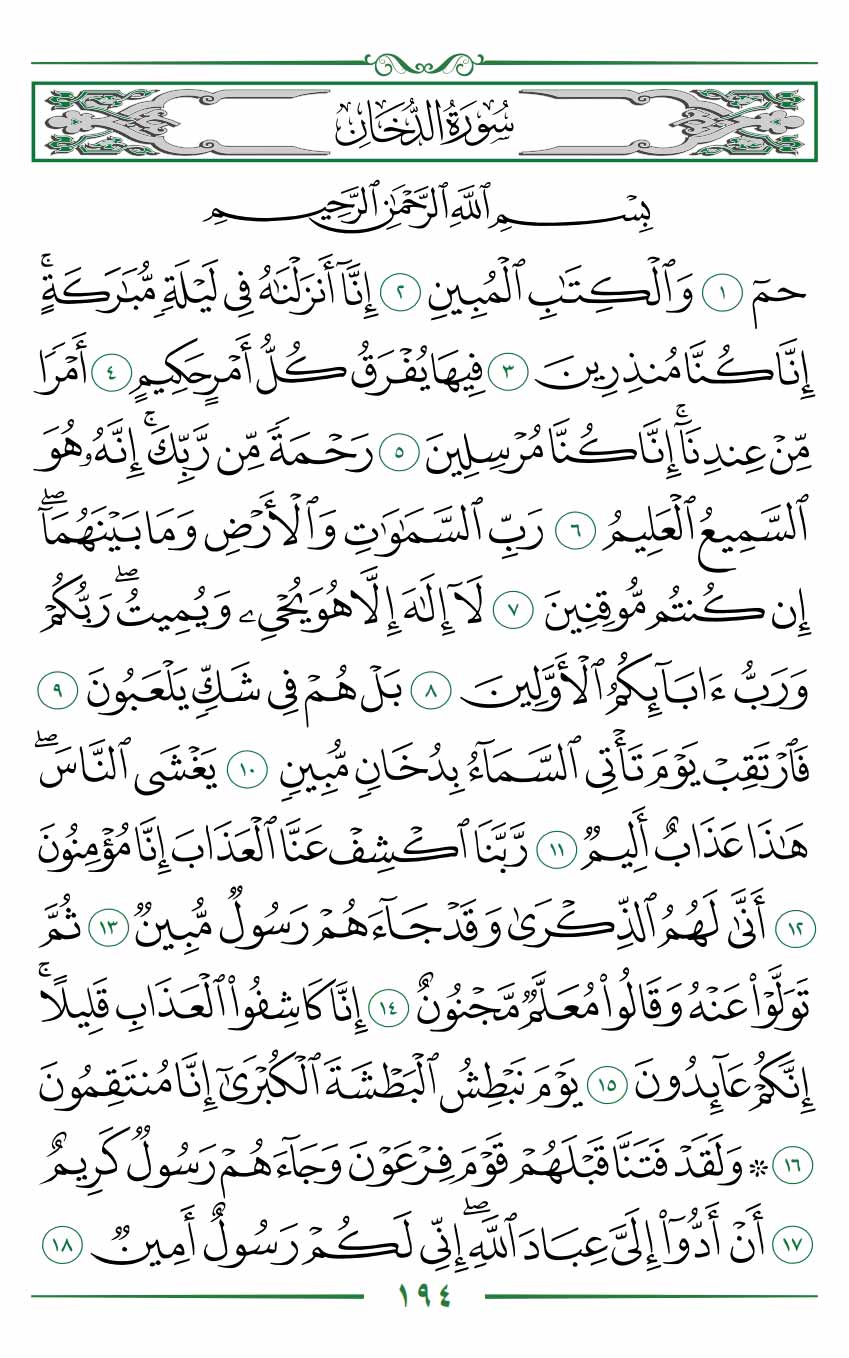 سُورَةُ الدُّخَانِ
بِسْمِ ٱللَّهِ ٱلرَّحْمَٰنِ ٱلرَّحِيمِ
حمٓ ١ وَٱلْكِتَٰبِ ٱلْمُبِينِ ٢ إِنَّآ أَنزَلْنَٰهُ فِى لَيْلَةٍ مُّبَٰرَكَةٍ ۚ
إِنَّا كُنَّا مُنذِرِينَ ٣ فِيهَا يُفْرَقُ كُلُّ أَمْرٍ حَكِيمٍ ٤ أَمْرًا
مِّنْ عِندِنَآ ۚ إِنَّا كُنَّا مُرْسِلِينَ ٥ رَحْمَةً مِّن رَّبِّكَ ۚ إِنَّهُۥ هُوَ
ٱلسَّمِيعُ ٱلْعَلِيمُ ٦ رَبِّ ٱلسَّمَٰوَٰتِ وَٱلْأَرْضِ وَمَا بَيْنَهُمَآ ۖ
إِن كُنتُم مُّوقِنِينَ ٧ لَآ إِلَٰهَ إِلَّا هُوَ يُحْىِۦ وَيُمِيتُ ۖ رَبُّكُمْ
وَرَبُّ ءَابَآئِكُمُ ٱلْأَوَّلِينَ ٨ بَلْ هُمْ فِى شَكٍّ يَلْعَبُونَ ٩
فَٱرْتَقِبْ يَوْمَ تَأْتِى ٱلسَّمَآءُ بِدُخَانٍ مُّبِينٍ ١٠ يَغْشَى ٱلنَّاسَ ۖ
هَٰذَا عَذَابٌ أَلِيمٌ ١١ رَّبَّنَا ٱكْشِفْ عَنَّا ٱلْعَذَابَ إِنَّا مُؤْمِنُونَ
١٢ أَنَّىٰ لَهُمُ ٱلذِّكْرَىٰ وَقَدْ جَآءَهُمْ رَسُولٌ مُّبِينٌ ١٣ ثُمَّ
تَوَلَّوْا۟ عَنْهُ وَقَالُوا۟ مُعَلَّمٌ مَّجْنُونٌ ١٤ إِنَّا كَاشِفُوا۟ ٱلْعَذَابِ قَلِيلًا ۚ
إِنَّكُمْ عَآئِدُونَ ١٥ يَوْمَ نَبْطِشُ ٱلْبَطْشَةَ ٱلْكُبْرَىٰٓ إِنَّا مُنتَقِمُونَ
١٦ ۞ وَلَقَدْ فَتَنَّا قَبْلَهُمْ قَوْمَ فِرْعَوْنَ وَجَآءَهُمْ رَسُولٌ كَرِيمٌ
١٧ أَنْ أَدُّوٓا۟ إِلَىَّ عِبَادَ ٱللَّهِ ۖ إِنِّى لَكُمْ رَسُولٌ أَمِينٌ ١٨
١٩٤